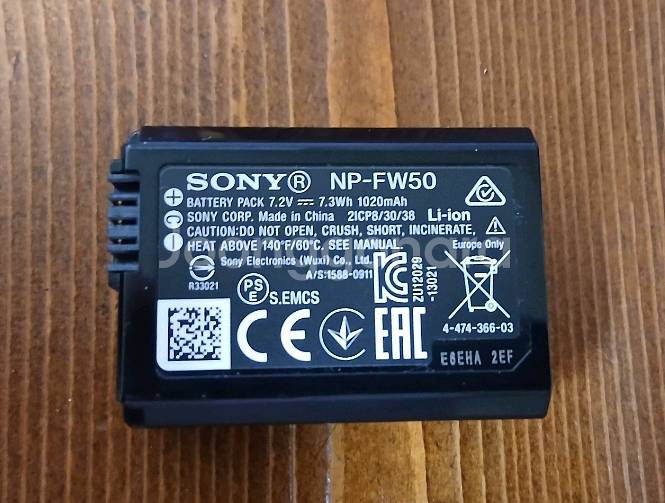 SONY® NP-FW50
BATTERY PACK 7.2V 7.3Wh 1020mAh
SONY CORP. Made in China 2ICP8/30/38 Li-ion
CAUTION:DO NOT OPEN, CRUSH, SHORT, INCINERATE,
HEAT ABOVE 140°F/60°C. SEE MANUAL.
Europe Only
Sony Electronics (Wuxi) Co., Ltd.
A/S:1588-0911
R33021
PS
E
S.EMCS
ZU12029
-13021
4-474-366-03
CE EAC
E6EHA 2EF